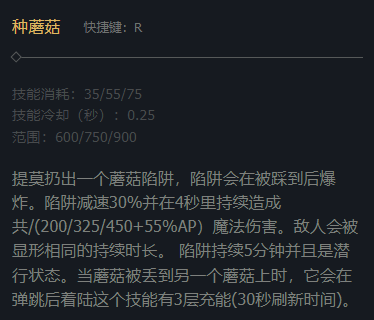 种蘑菇 快捷键：R
技能消耗：35/55/75
技能冷却（秒）：0.25
范围：600/750/900
提莫扔出一个蘑菇陷阱，陷阱会在被踩到后爆
炸。陷阱减速30%并在4秒里持续造成
共/(200/325/450+55%AP）魔法伤害。敌人会被
显形相同的持续时长。 陷阱持续5分钟并且是潜
行状态。当蘑菇被丢到另一个蘑菇上时，它会在
弹跳后着陆这个技能有3层充能(30秒刷新时间)。